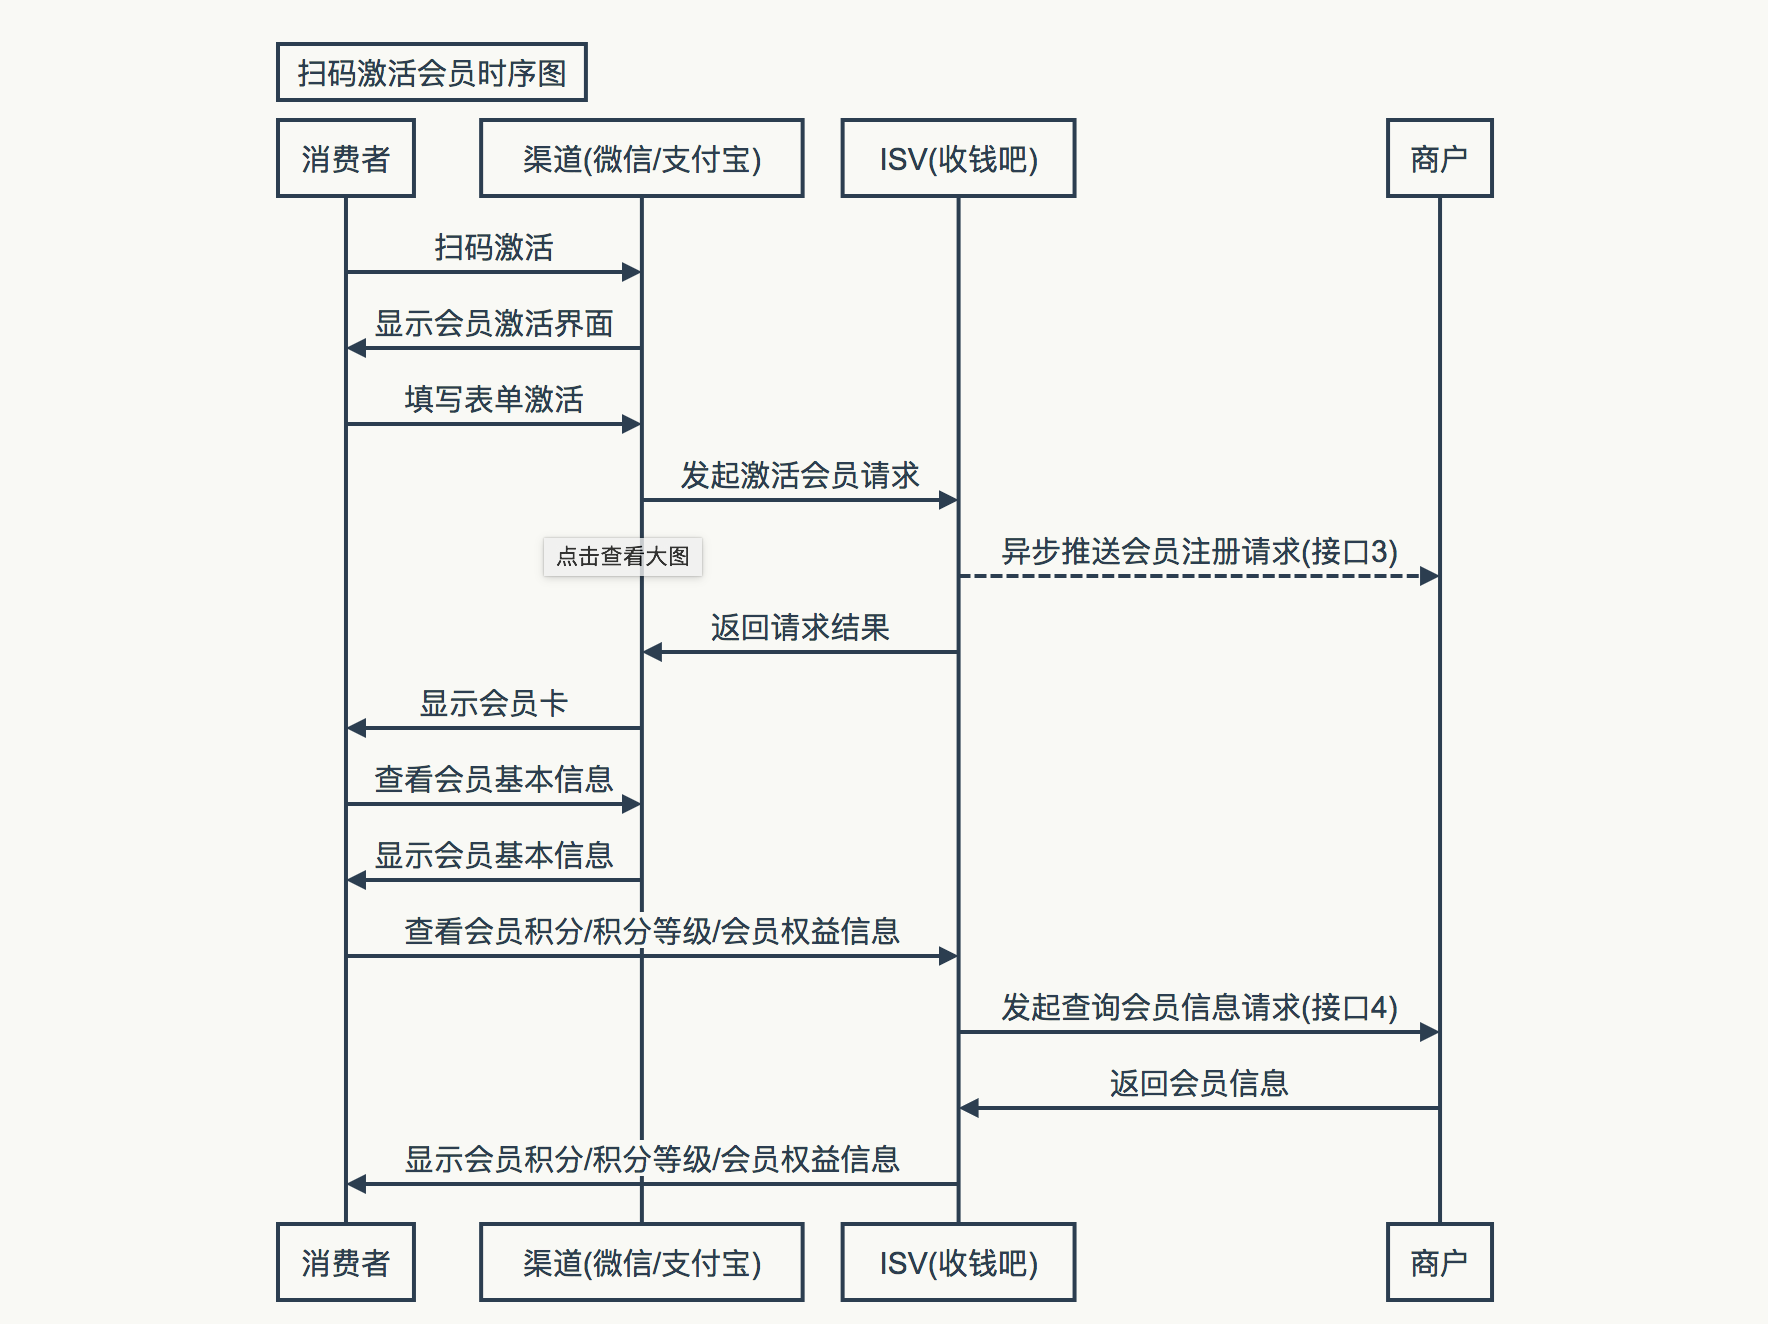 扫码激活会员时序图
消费者
渠道(微信/支付宝)
ISV(收钱吧)
商户
扫码激活
显示会员激活界面
填写表单激活
发起激活会员请求
异步推送会员注册请求(接口3)
点击查看大图
返回请求结果
显示会员卡
查看会员基本信息
显示会员基本信息
查看会员积分/积分等级/会员权益信息
发起查询会员信息请求(接口4)
返回会员信息
显示会员积分/积分等级/会员权益信息
消费者
渠道(微信/支付宝)
ISV(收钱吧)
商户